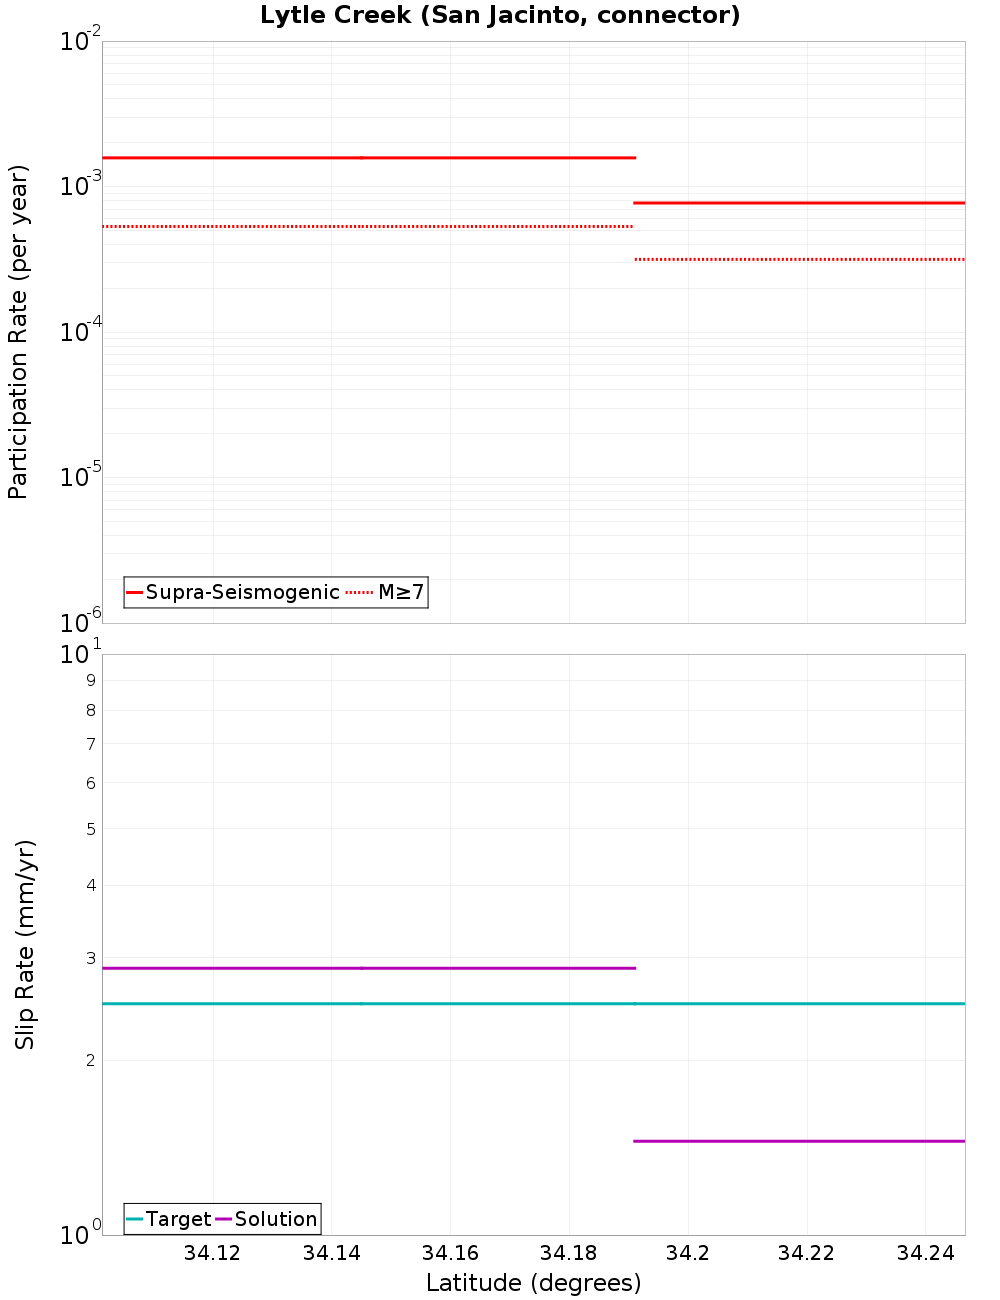 Lytle Creek (San Jacinto, connector)
10-2
10-3
10-4
10-5
10-6
Participation Rate (per year)
Supra-Seismogenic M≥7
101
9
8
7
6
5
4
3
2
100
Slip Rate (mm/yr)
Target Solution
34.12 34.14 34.16 34.18 34.2 34.22 34.24
Latitude (degrees)